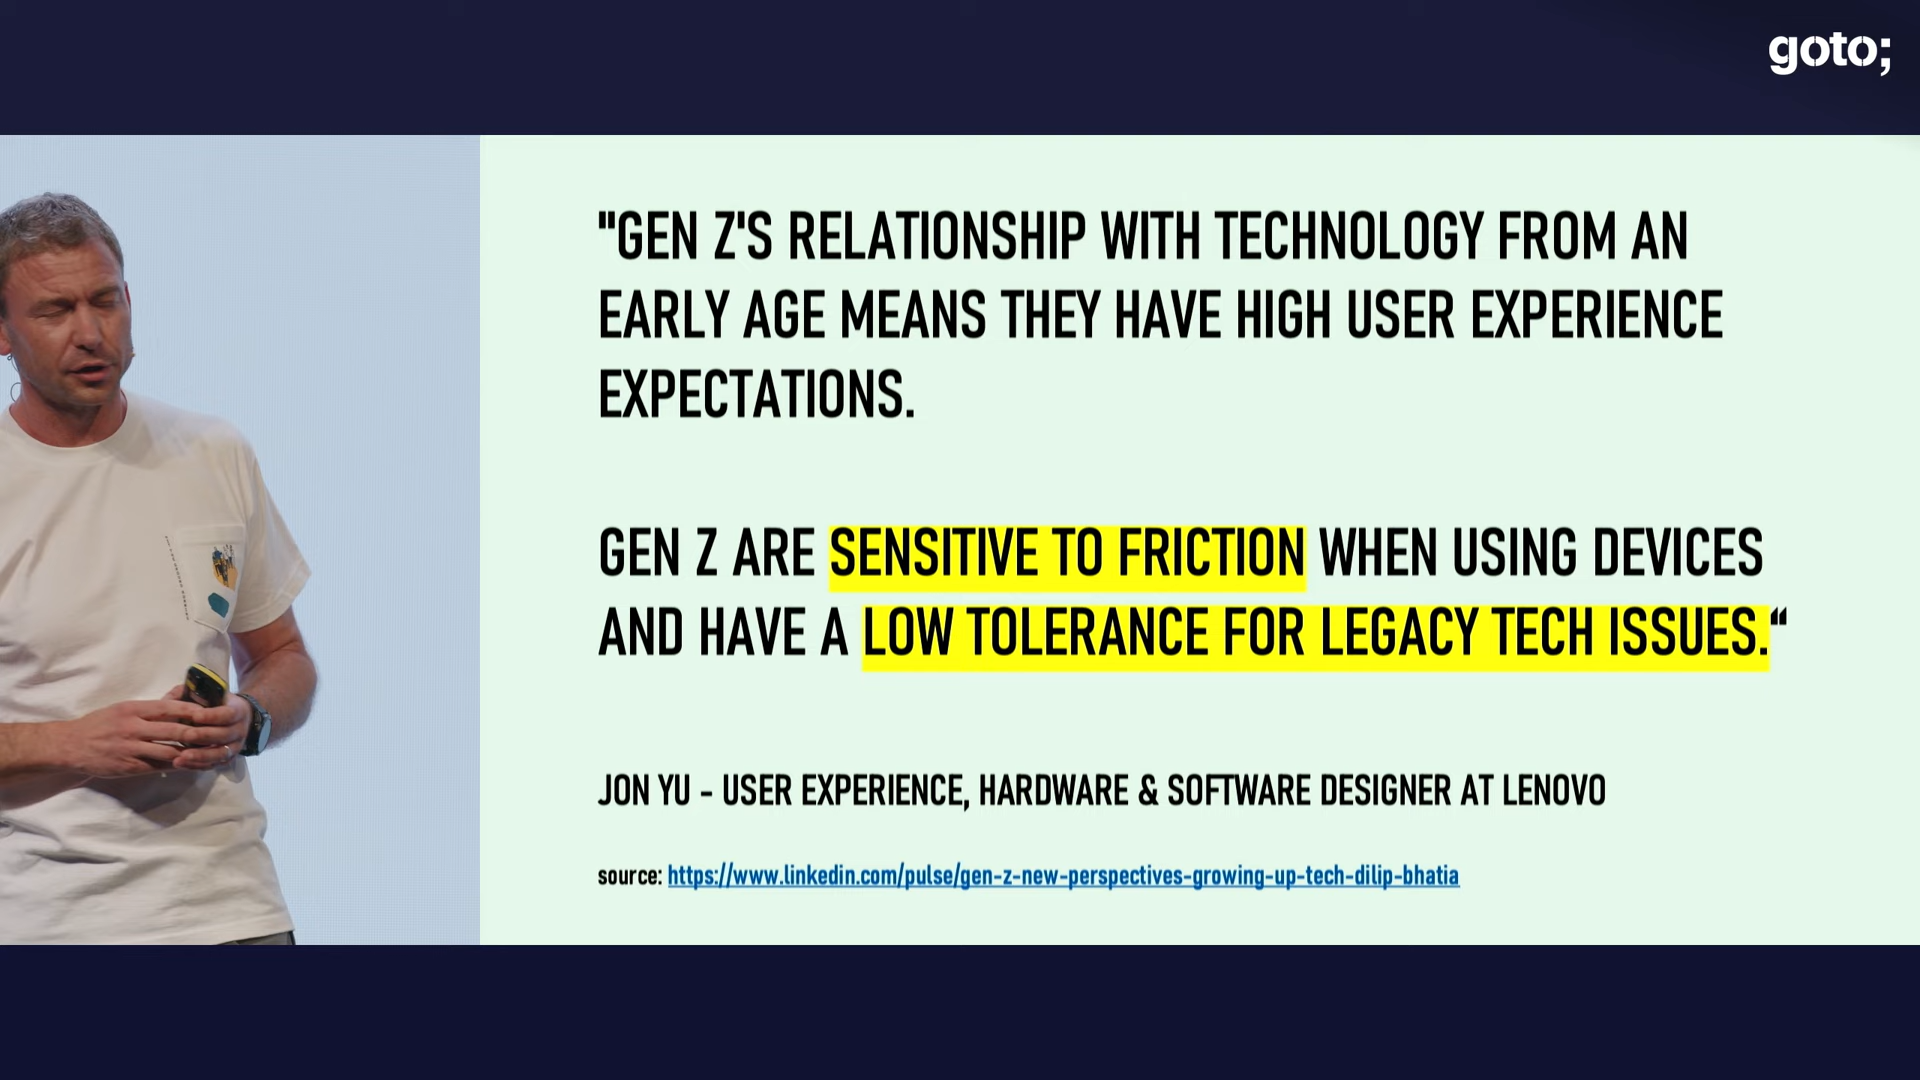 goto;
"GEN Z'S RELATIONSHIP WITH TECHNOLOGY FROM AN
EARLY AGE MEANS THEY HAVE HIGH USER EXPERIENCE
EXPECTATIONS.
GEN Z ARE SENSITIVE TO FRICTION WHEN USING DEVICES
AND HAVE A LOW TOLERANCE FOR LEGACY TECH ISSUES.“
JON YU - USER EXPERIENCE, HARDWARE & SOFTWARE DESIGNER AT LENOVO
source: https://www.linkedin.com/pulse/gen-z-new-perspectives-growing-up-tech-dilip-bhatia